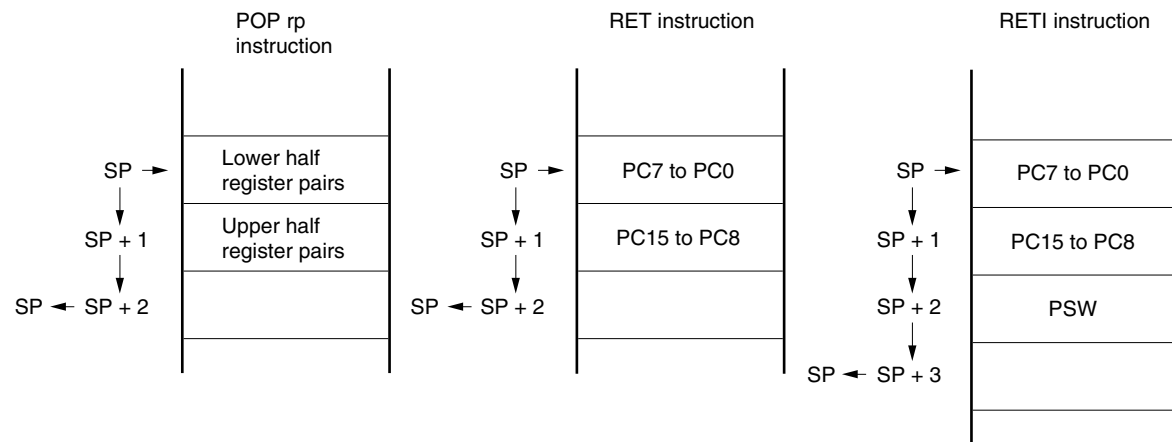 POP rp
instruction
SP
Lower half
register pairs
SP + 1
Upper half
register pairs
SP
SP + 2
RET instruction
SP
PC7 to PC0
SP + 1
PC15 to PC8
SP
SP + 2
RETI instruction
SP
PC7 to PC0
SP + 1
PC15 to PC8
SP + 2
PSW
SP
SP + 3